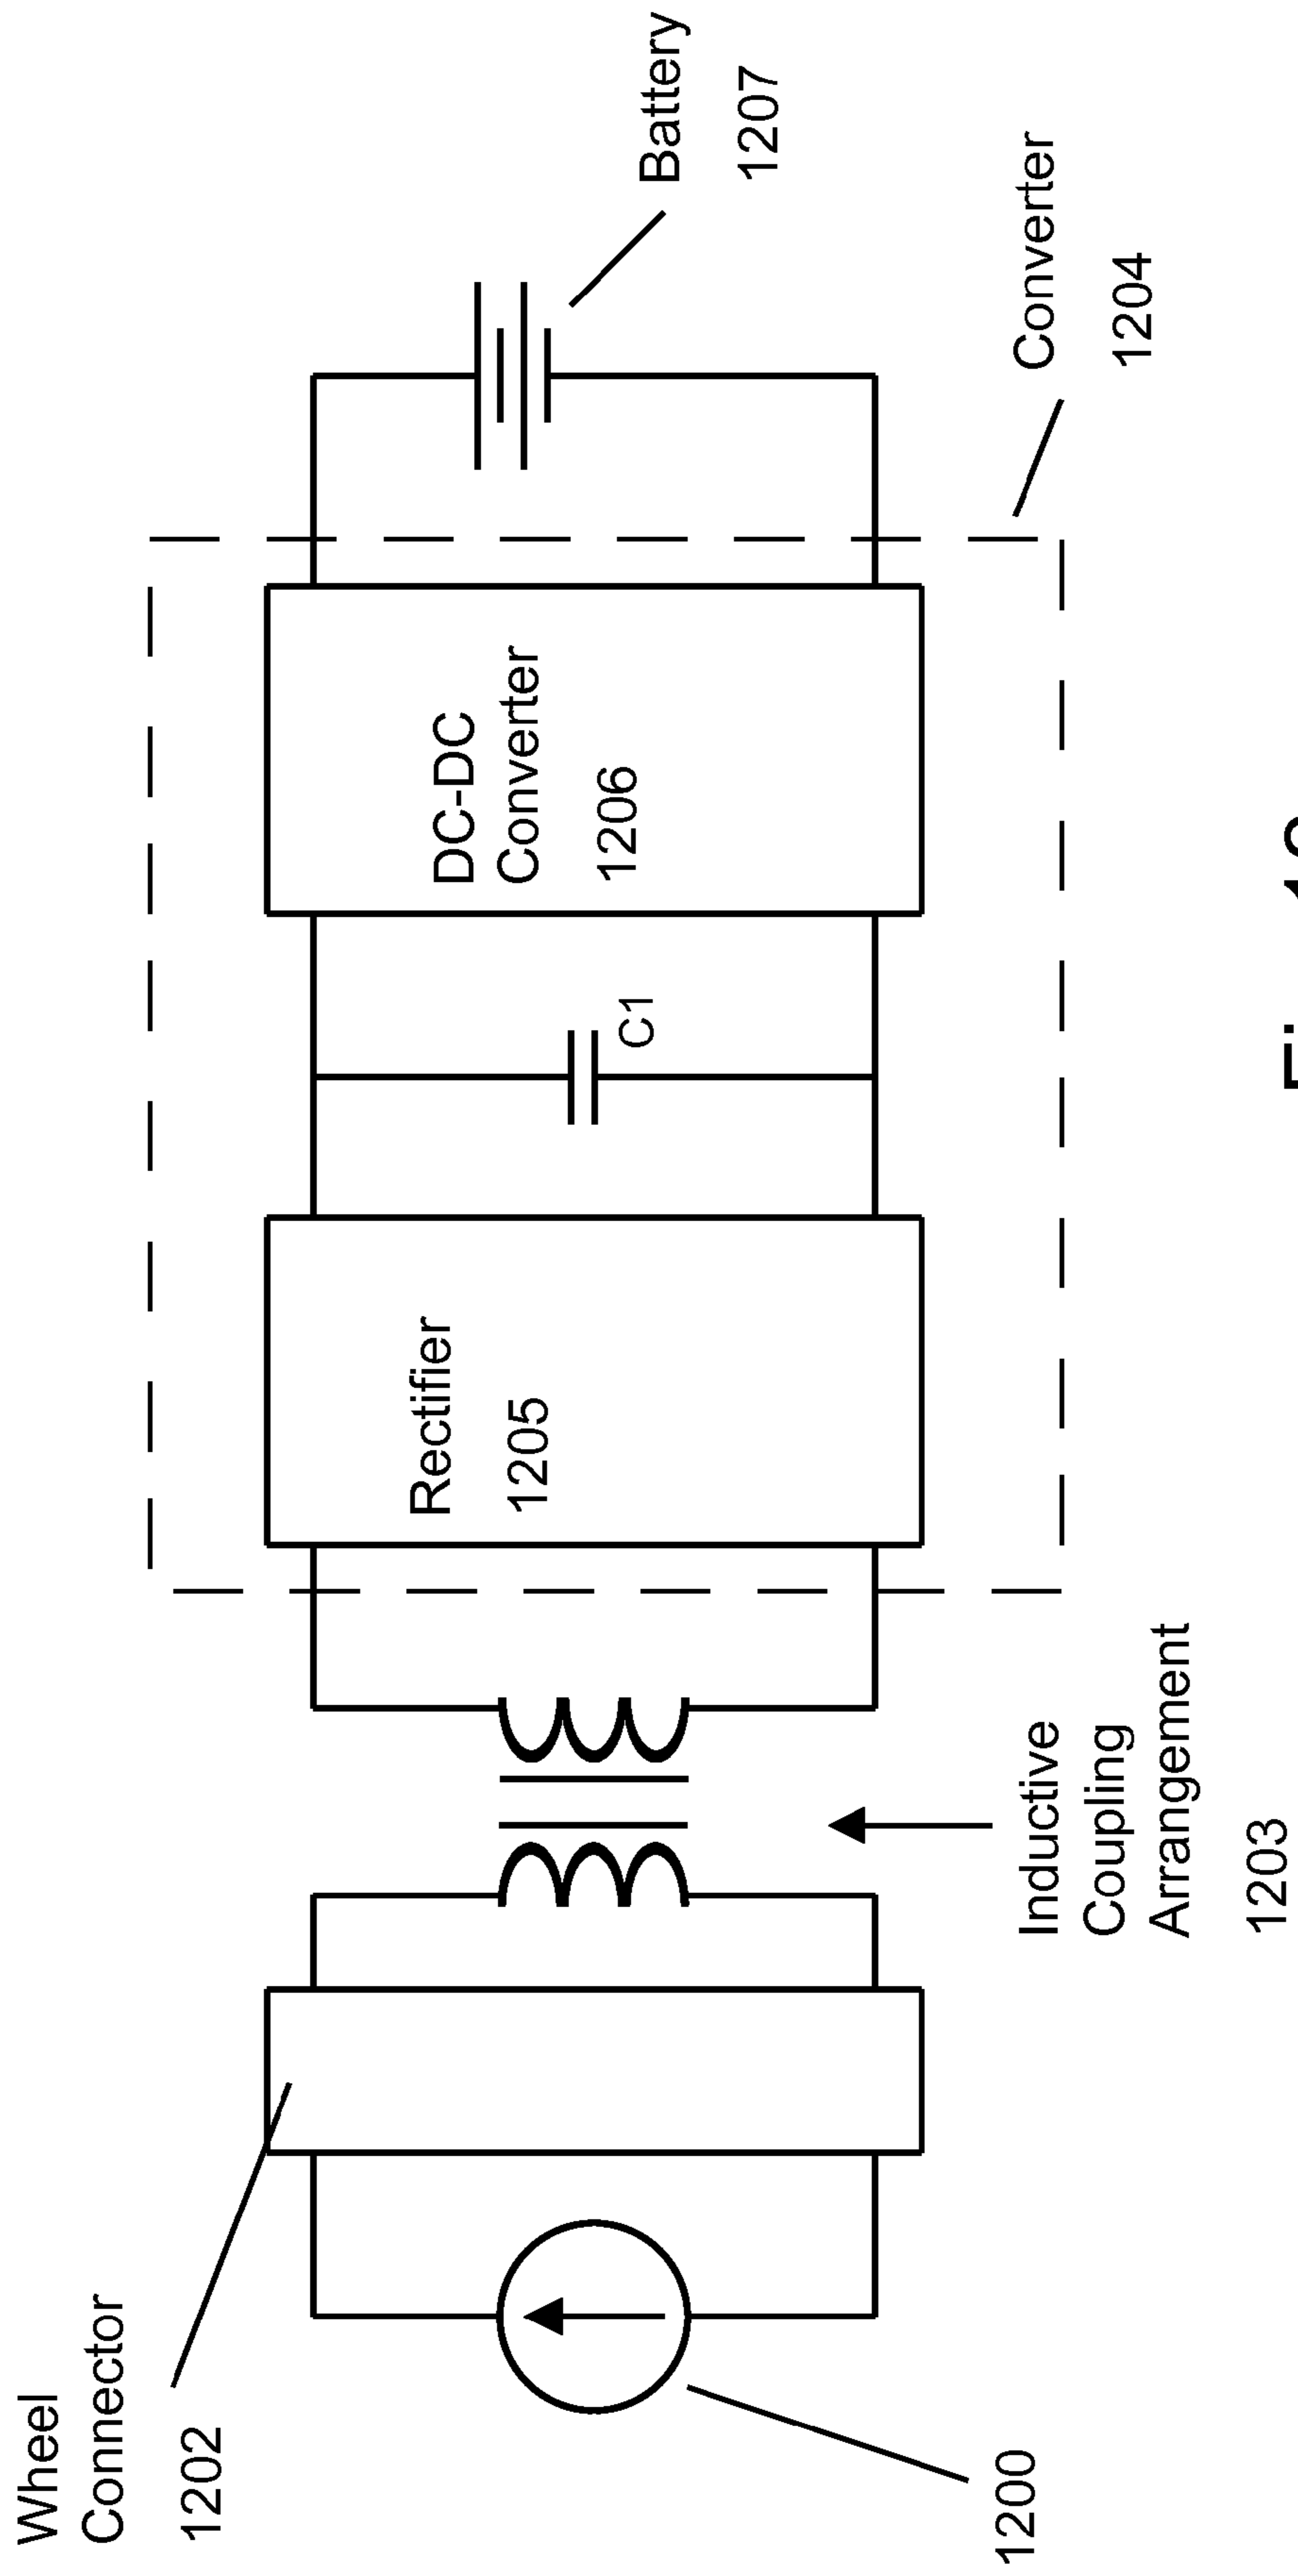 Wheel
Connector
1202
1200
Inductive
Coupling
Arrangement
1203
Rectifier
1205
C1
DC-DC
Converter
1206
Converter
1204
Battery
1207